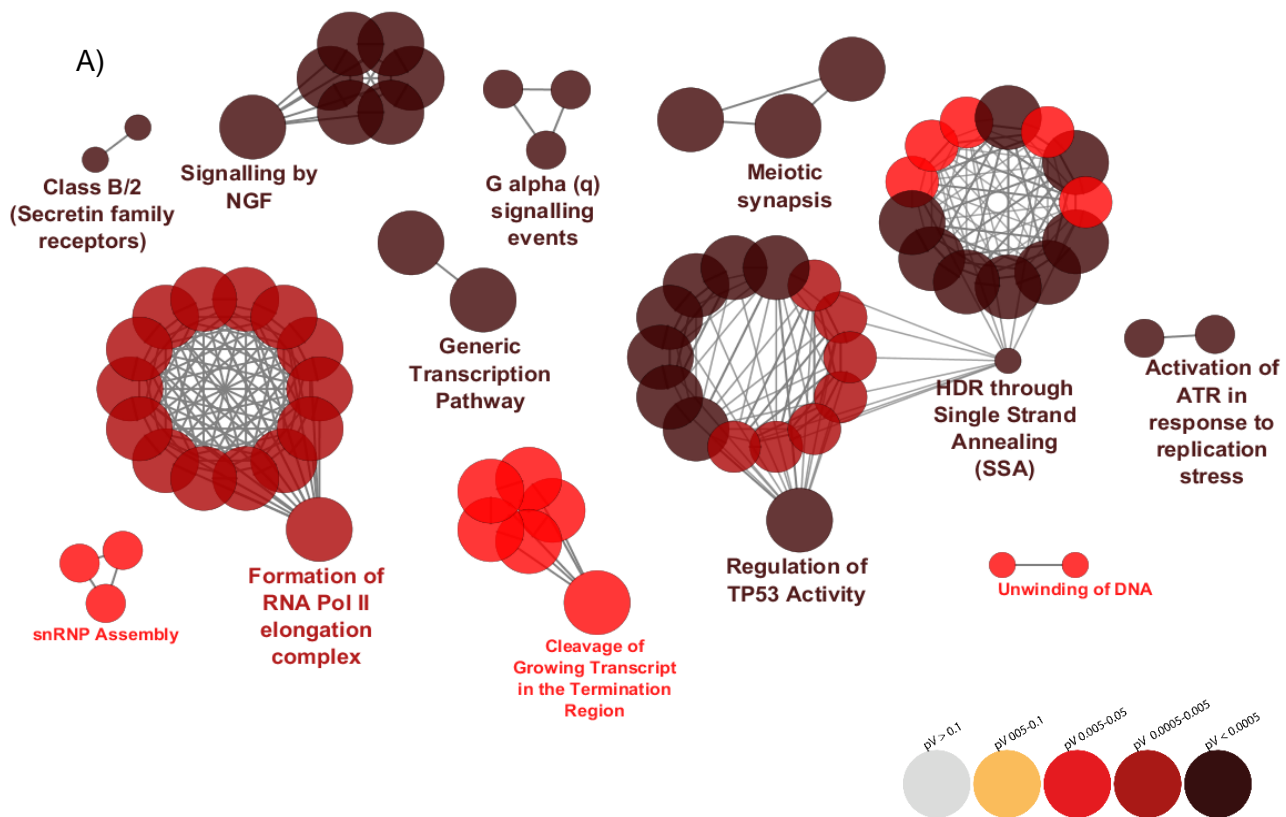 A)
Class B/2
(Secretin family
receptors)
Signalling by
NGF
G alpha (q)
signalling
events
Meiotic
synapsis
Generic
Transcription
Pathway
HDR through
Single Strand
Annealing
(SSA)
Activation of
ATR in
response to
replication
stress
snRNP Assembly
Formation of
RNA Pol II
elongation
complex
Cleavage of
Growing Transcript
in the Termination
Region
Regulation of
TP53 Activity
Unwinding of DNA
pV > 0.1
pV 005-0.1
pV 0.005-0.05
pV 0.0005-0.005
pV < 0.0005